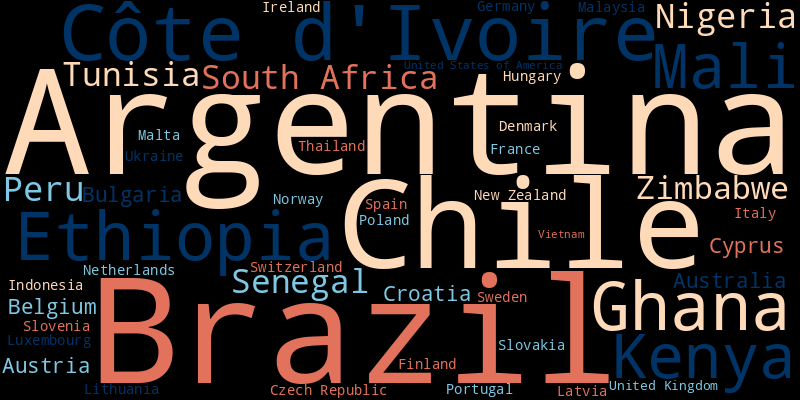 Ireland
Germany
Malaysia
Nigeria
Côte d'Ivoire
Mali
United States of America
Tunisia
South Africa
Hungary
Argentina
Denmark
Malta
Thailand
France
Ukraine
Peru
Bulgaria
Norway
Spain
New Zealand
Zimbabwe
Poland
Italy
Ethiopia
Chile
Vietnam
Cyprus
Netherlands
Switzerland
Indonesia
Senegal
Croatia
Sweden
Australia
Belgium
Brazil
Ghana
Slovenia
Luxembourg
Slovakia
Kenya
Austria
Finland
Lithuania
Czech Republic
Portugal
Latvia
United Kingdom